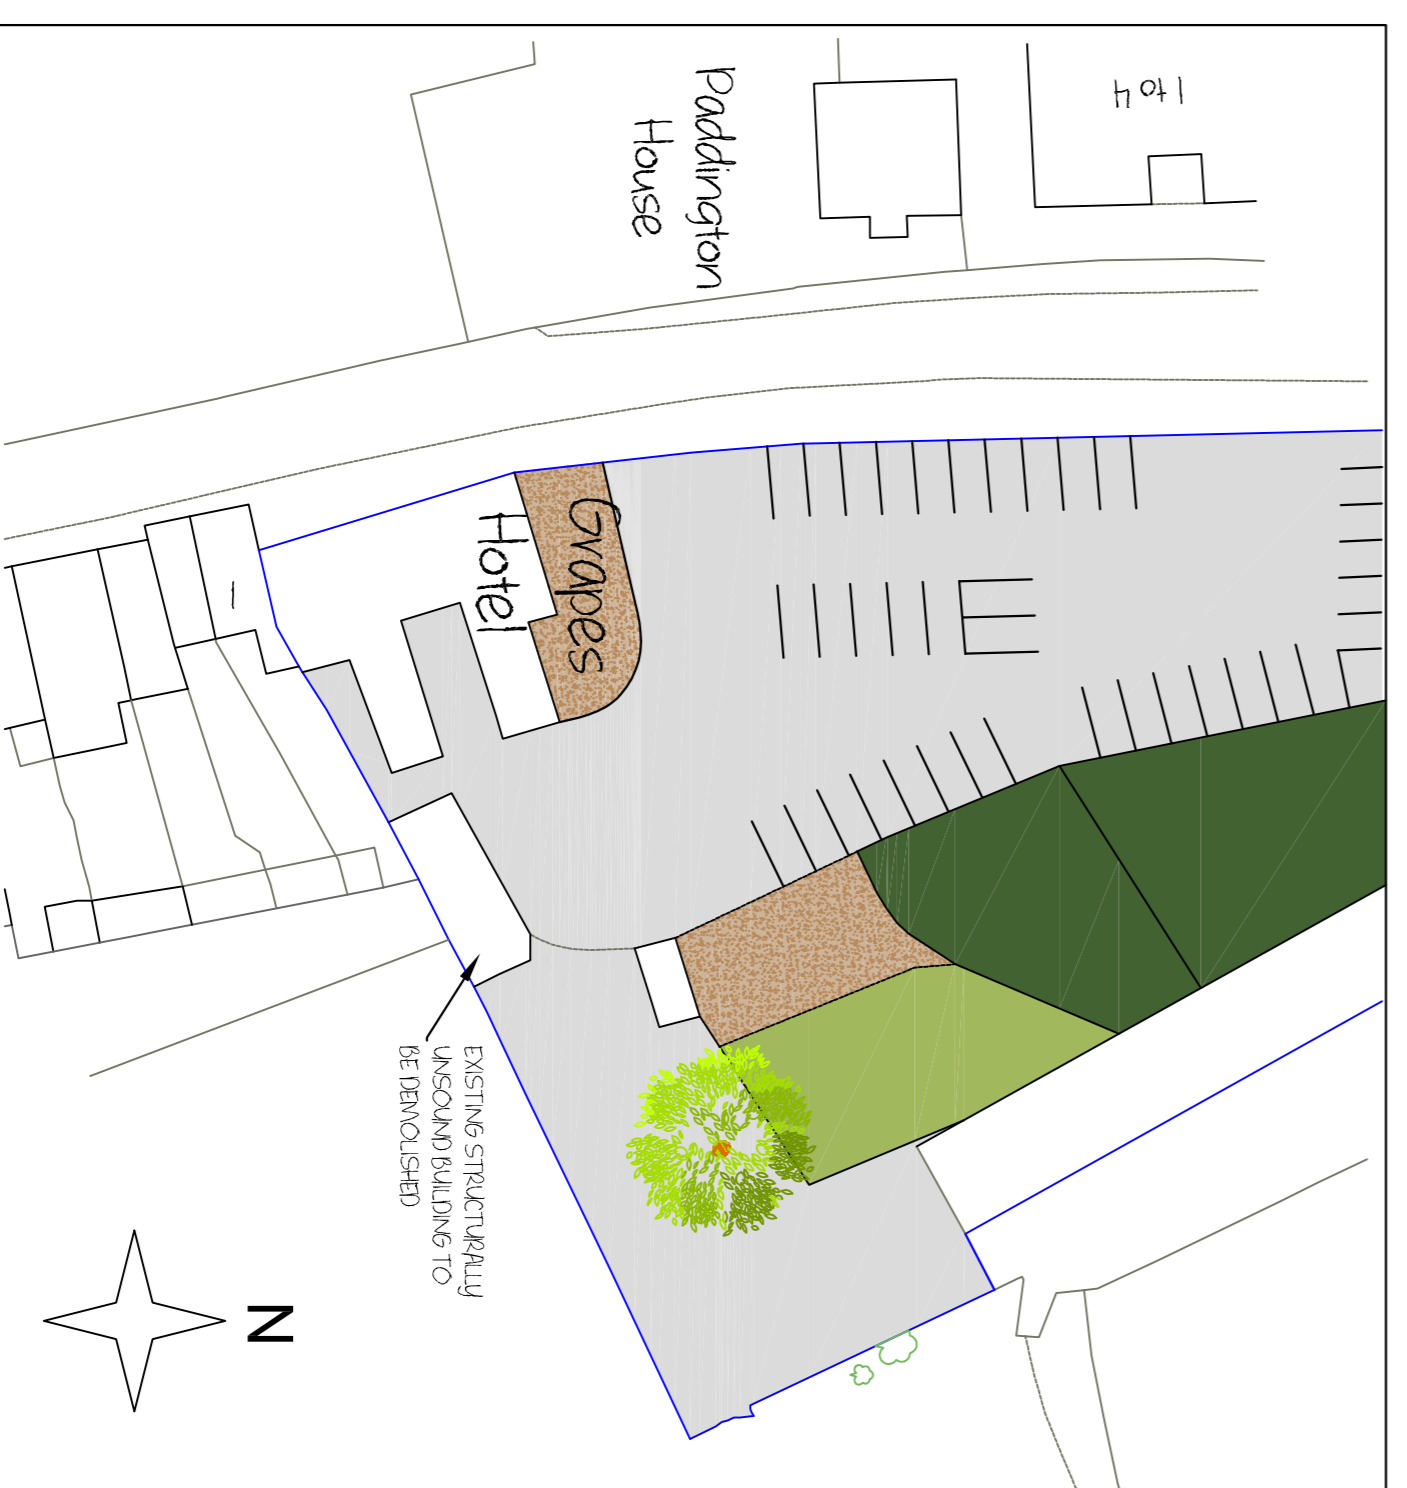 1 to 4
Paddington
House
Grapes
Hotel
1
EXISTING STRUCTURALLY
UNSOUND BUILDING TO
BE DEMOLISHED
N